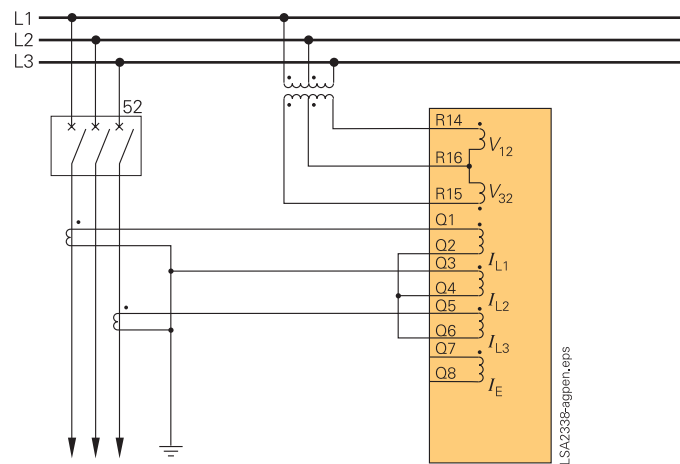 L1
L2
L3
52
R14
V12
R16
R15
V32
Q1
Q2
IL1
Q3
Q4
IL2
Q5
Q6
IL3
Q7
Q8
IE
LSA2338-agpen.eps